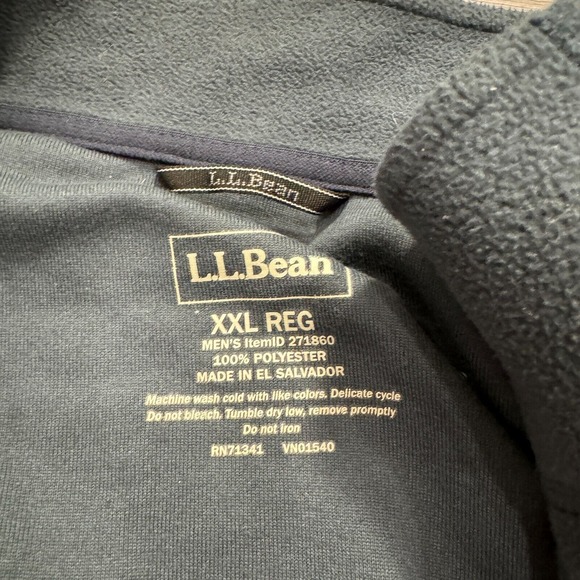 L.L.Bean
L.L.Bean
XXL REG
MEN'S ItemID 271860
100% POLYESTER
MADE IN EL SALVADOR
Machine wash cold with like colors. Delicate cycle
Do not bleach. Tumble dry low, remove promptly
Do not iron
RN71341 VN01540